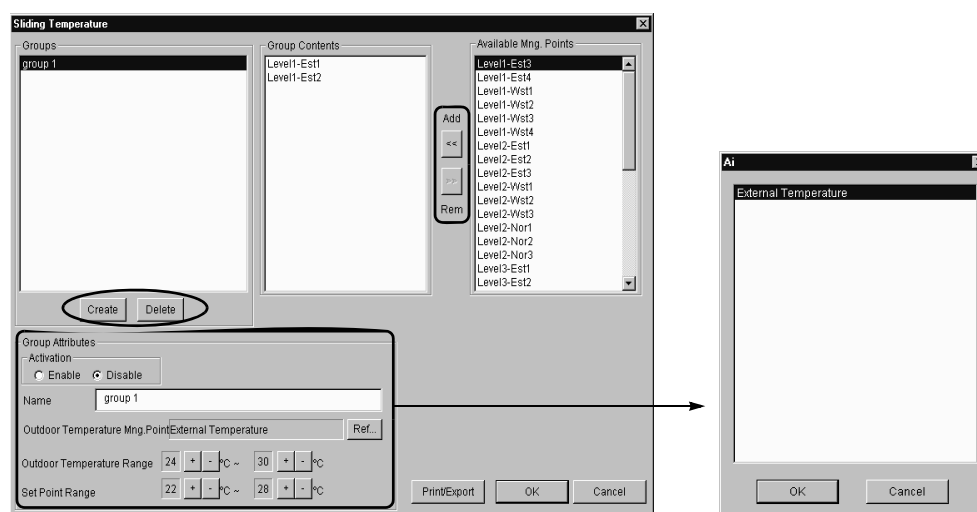 Sliding Temperature
Groups
group 1
Create Delete
Group Contents
Level1-Est1
Level1-Est2
Add
<<
>>
Rem
Available Mng. Points
Level1-Est3
Level1-Est4
Level1-Wst1
Level1-Wst2
Level1-Wst3
Level1-Wst4
Level2-Est1
Level2-Est2
Level2-Est3
Level2-Wst1
Level2-Wst2
Level2-Wst3
Level2-Nor1
Level2-Nor2
Level2-Nor3
Level3-Est1
Level3-Est2
Group Attributes
Activation
Enable Disable
Name group 1
Outdoor Temperature Mng.Point External Temperature Ref...
Outdoor Temperature Range 24 + - °C ~ 30 + - °C
Set Point Range 22 + - °C ~ 28 + - °C
Print/Export OK Cancel
Ai
External Temperature
OK Cancel